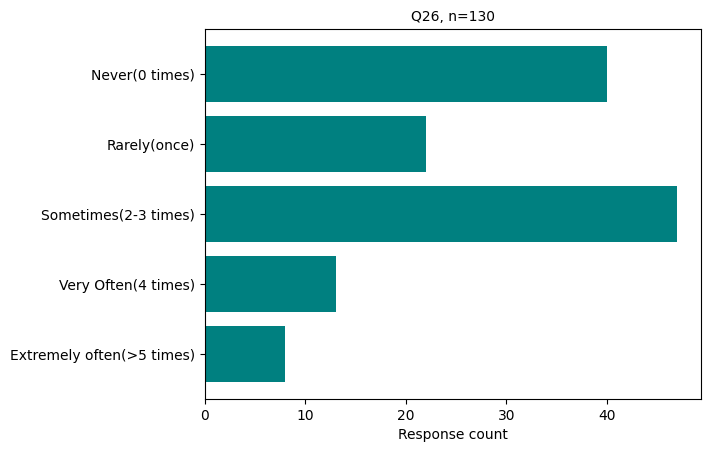 Q26, n=130
Never(0 times)
Rarely(once)
Sometimes(2-3 times)
Very Often(4 times)
Extremely often(>5 times)
0 10 20 30 40
Response count